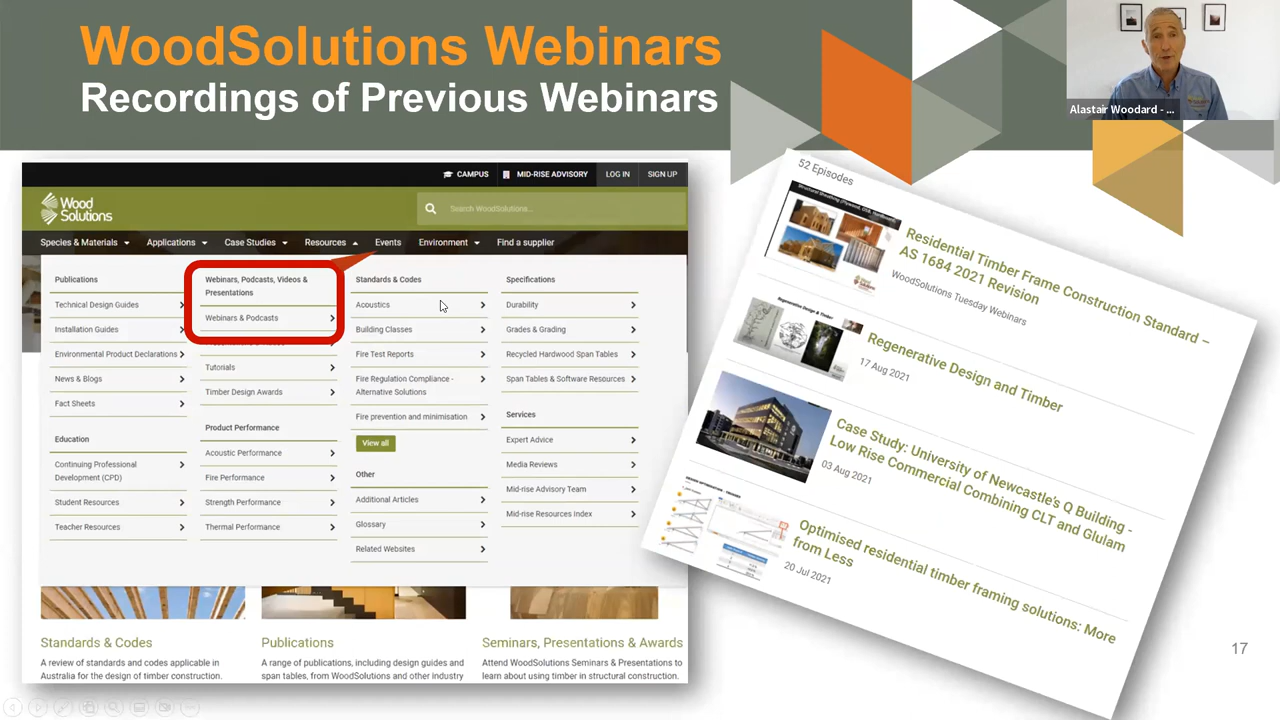 WoodSolutions Webinars
Recordings of Previous Webinars
Alastair Woodard - ...
CAMPUS
MID-RISE ADVISORY
LOG IN
SIGN UP
Wood
Solutions
Search WoodSolutions...
Species & Materials
Applications
Case Studies
Resources
Events
Environment
Find a supplier
Publications
Technical Design Guides
Installation Guides
Environmental Product Declarations
News & Blogs
Fact Sheets
Education
Continuing Professional
Development (CPD)
Student Resources
Teacher Resources
Webinars, Podcasts, Videos &
Presentations
Webinars & Podcasts
Tutorials
Timber Design Awards
Product Performance
Acoustic Performance
Fire Performance
Strength Performance
Thermal Performance
Standards & Codes
Acoustics
Building Classes
Fire Test Reports
Fire Regulation Compliance -
Alternative Solutions
Fire prevention and minimisation
View all
Other
Additional Articles
Glossary
Related Websites
Specifications
Durability
Grades & Grading
Recycled Hardwood Span Tables
Span Tables & Software Resources
Services
Expert Advice
Media Reviews
Mid-rise Advisory Team
Mid-rise Resources Index
Standards & Codes
A review of standards and codes applicable in
Australia for the design of timber construction.
Publications
A range of publications, including design guides and
span tables, from WoodSolutions and other industry
Seminars, Presentations & Awards
Attend WoodSolutions Seminars & Presentations to
learn about using timber in structural construction.
52 Episodes
Residential Timber Frame Construction Standard –
AS 1684 2021 Revision
WoodSolutions Tuesday Webinars
Regenerative Design & Timber
Regenerative Design and Timber
17 Aug 2021
Case Study: University of Newcastle's Q Building -
Low Rise Commercial Combining CLT and Glulam
03 Aug 2021
Optimised residential timber framing solutions: More
from Less
20 Jul 2021
17